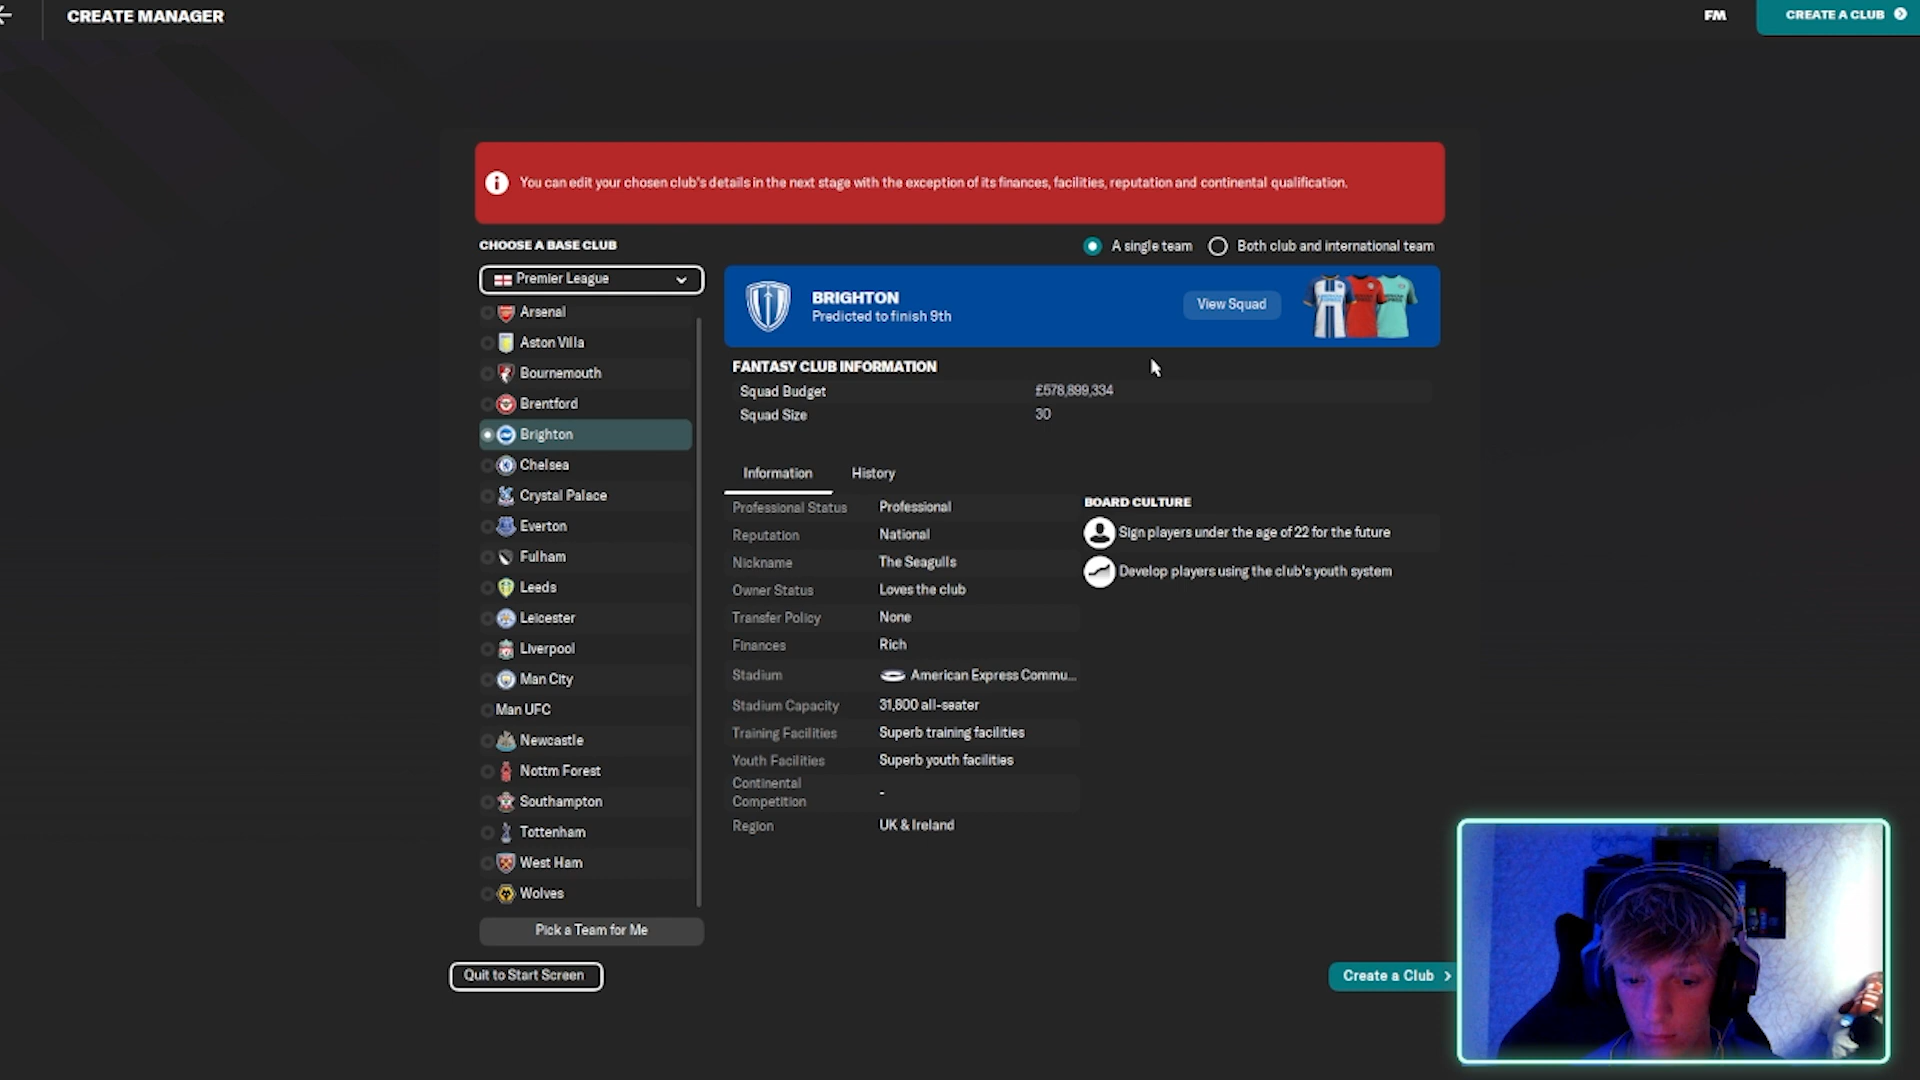 CREATE MANAGER
FM
CREATE A CLUB
You can edit your chosen club's details in the next stage with the exception of its finances, facilities, reputation and continental qualification.
CHOOSE A BASE CLUB
A single team
Both club and international team
Premier League
Arsenal
Aston Villa
Bournemouth
Brentford
Brighton
Chelsea
Crystal Palace
Everton
Fulham
Leeds
Leicester
Liverpool
Man City
Man UFC
Newcastle
Nottm Forest
Southampton
Tottenham
West Ham
Wolves
Pick a Team for Me
Quit to Start Screen
BRIGHTON
Predicted to finish 9th
View Squad
FANTASY CLUB INFORMATION
Squad Budget £578,899,334
Squad Size 30
Information History
Professional Status Professional
Reputation National
Nickname The Seagulls
Owner Status Loves the club
Transfer Policy None
Finances Rich
Stadium American Express Commu...
Stadium Capacity 31,800 all-seater
Training Facilities Superb training facilities
Youth Facilities Superb youth facilities
Continental
Competition -
Region UK & Ireland
BOARD CULTURE
Sign players under the age of 22 for the future
Develop players using the club's youth system
Create a Club